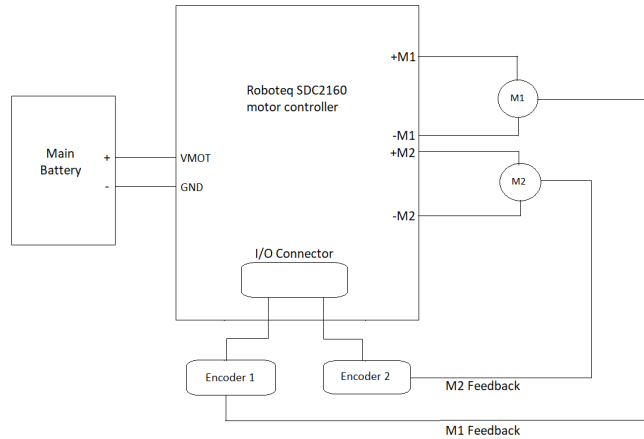 Roboteq SDC2160
motor controller
Main
Battery
+
-
VMOT
GND
+M1
-M1
+M2
-M2
M1
M2
I/O Connector
Encoder 1
Encoder 2
M2 Feedback
M1 Feedback